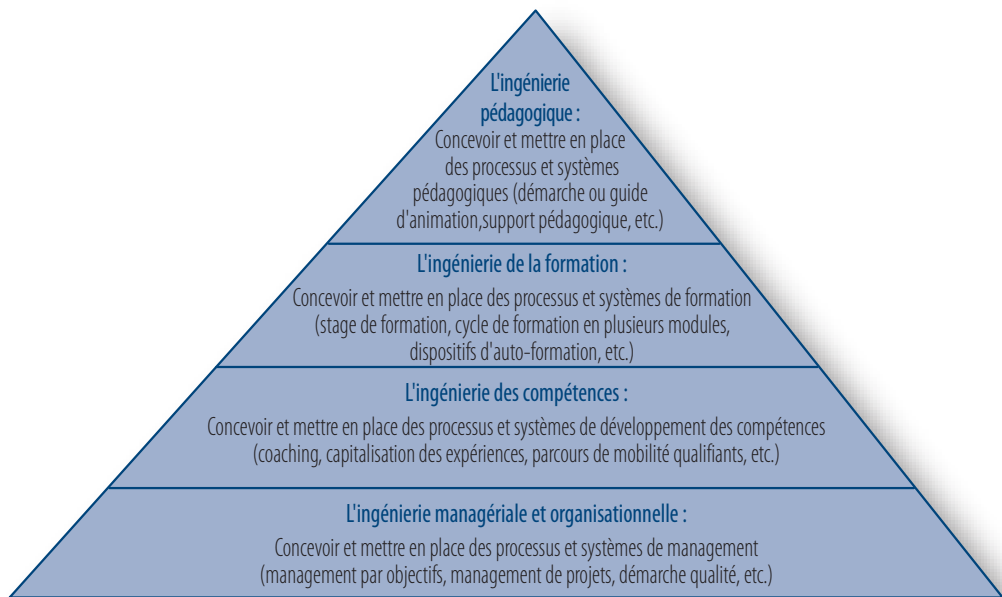 L'ingénierie
pédagogique :
Concevoir et mettre en place
des processus et systèmes
pédagogiques (démarche ou guide
d'animation,support pédagogique, etc.)
L'ingénierie de la formation :
Concevoir et mettre en place des processus et systèmes de formation
(stage de formation, cycle de formation en plusieurs modules,
dispositifs d'auto-formation, etc.)
L'ingénierie des compétences :
Concevoir et mettre en place des processus et systèmes de développement des compétences
(coaching, capitalisation des expériences, parcours de mobilité qualifiants, etc.)
L'ingénierie managériale et organisationnelle :
Concevoir et mettre en place des processus et systèmes de management
(management par objectifs, management de projets, démarche qualité, etc.)